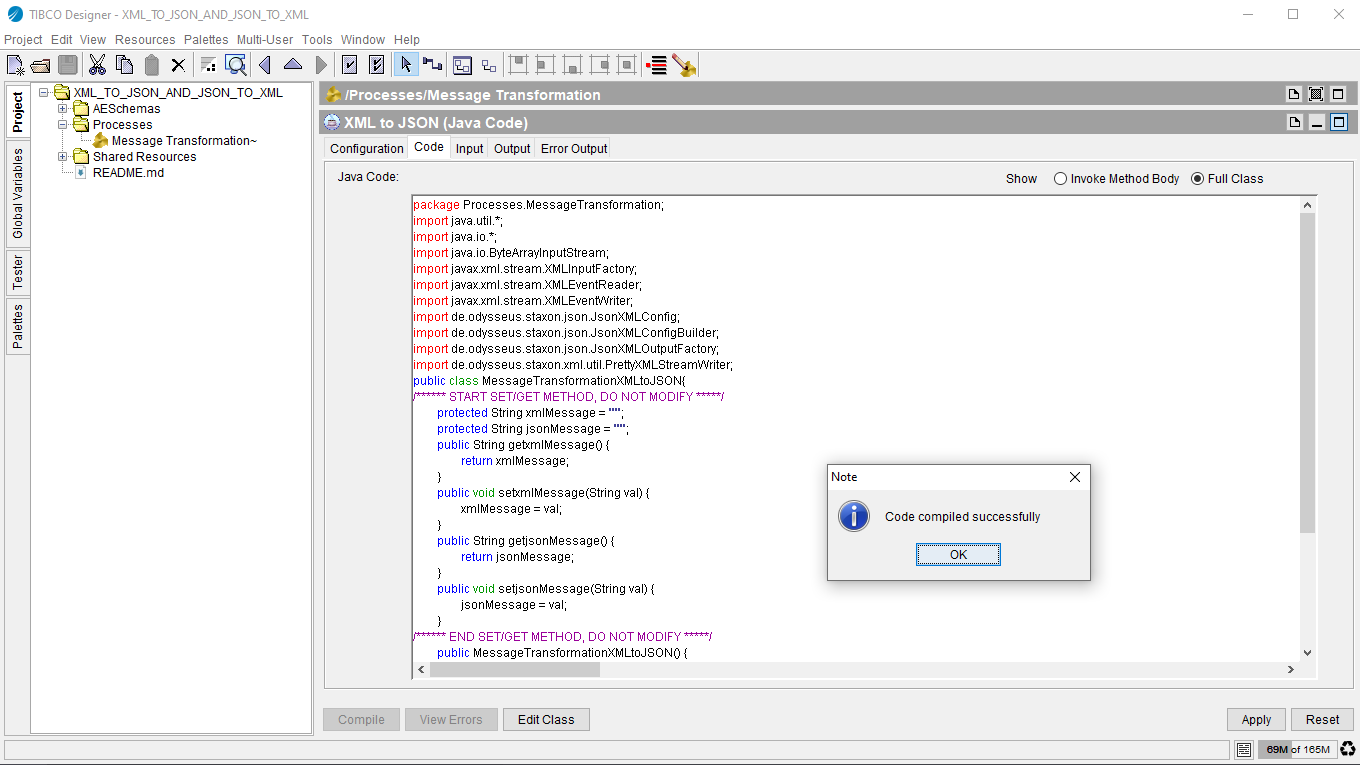 TIBCO Designer - XML_TO_JSON_AND_JSON_TO_XML
Project Edit View Resources Palettes Multi-User Tools Window Help
Project
Global Variables
Tester
Palettes
XML_TO_JSON_AND_JSON_TO_XML
AESchemas
Processes
Message Transformation~
Shared Resources
README.md
/Processes/Message Transformation
XML to JSON (Java Code)
Configuration Code Input Output Error Output
Java Code:
Show Invoke Method Body Full Class
package Processes.MessageTransformation;
import java.util.*;
import java.io.*;
import java.io.ByteArrayInputStream;
import javax.xml.stream.XMLInputFactory;
import javax.xml.stream.XMLEventReader;
import javax.xml.stream.XMLEventWriter;
import de.odysseus.staxon.json.JsonXMLConfig;
import de.odysseus.staxon.json.JsonXMLConfigBuilder;
import de.odysseus.staxon.json.JsonXMLOutputFactory;
import de.odysseus.staxon.xml.util.PrettyXMLStreamWriter;
public class MessageTransformationXMLtoJSON{
/****** START SET/GET METHOD, DO NOT MODIFY *****/
protected String xmlMessage = "";
protected String jsonMessage = "";
public String getxmlMessage() {
return xmlMessage;
}
public void setxmlMessage(String val) {
xmlMessage = val;
}
public String getjsonMessage() {
return jsonMessage;
}
public void setjsonMessage(String val) {
jsonMessage = val;
}
/****** END SET/GET METHOD, DO NOT MODIFY *****/
public MessageTransformationXMLtoJSON() {
Note
Code compiled successfully
OK
Compile View Errors Edit Class Apply Reset
69M of 165M